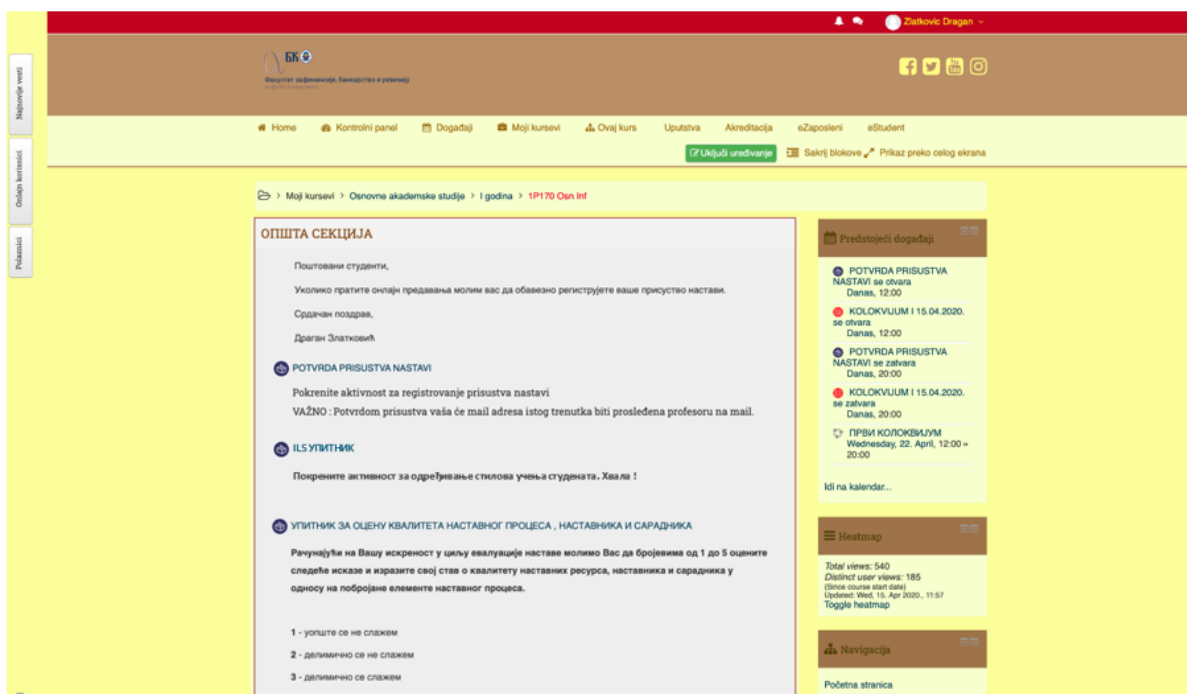 Zlatkovic Dragan
БК
Факултет за финансије, банкарство и ревизију
Home Kontrolni panel Događaji Moji kursevi Ovaj kurs Uputstva Akreditacija eZaposleni eStudent
Uključi uređivanje Sakrij blokove Prikaz preko celog ekrana
Najnovije vesti
Onlajn korisnici
Polaznici
Moji kursevi > Osnovne akademske studije > I godina > 1P170 Osn Inf
ОПШТА СЕКЦИЈА
Поштовани студенти,
Уколико пратите онлајн предавања молим вас да обавезно региструјете ваше присуство настави.
Срдачан поздрав,
Драган Златковић
POTVRDA PRISUSTVA NASTAVI
Pokrenite aktivnost za registrovanje prisustva nastavi
VAŽNO : Potvrdom prisustva vaša će mail adresa istog trenutka biti prosleđena profesoru na mail.
ILS УПИТНИК
Покрените активност за одређивање стилова учења студената. Хвала !
УПИТНИК ЗА ОЦЕНУ КВАЛИТЕТА НАСТАВНОГ ПРОЦЕСА , НАСТАВНИКА И САРАДНИКА
Рачунајући на Вашу искреност у циљу евалуације наставе молимо Вас да бројевима од 1 до 5 оцените
следеће исказе и изразите свој став о квалитету наставних ресурса, наставника и сарадника у
односу на побројане елементе наставног процеса.
1 - уопште се не слажем
2 - делимично се не слажем
3 - делимично се слажем
Predstojeći događaji
POTVRDA PRISUSTVA
NASTAVI se otvara
Danas, 12:00
KOLOKVIJUM I 15.04.2020.
se otvara
Danas, 12:00
POTVRDA PRISUSTVA
NASTAVI se zatvara
Danas, 20:00
KOLOKVIJUM I 15.04.2020.
se zatvara
Danas, 20:00
ПРВИ КОЛОКВИЈУМ
Wednesday, 22. April, 12:00 »
20:00
Idi na kalendar...
Heatmap
Total views: 540
Distinct user views: 185
(Since course start date)
Updated: Wed, 15. Apr 2020., 11:57
Toggle heatmap
Navigacija
Početna stranica